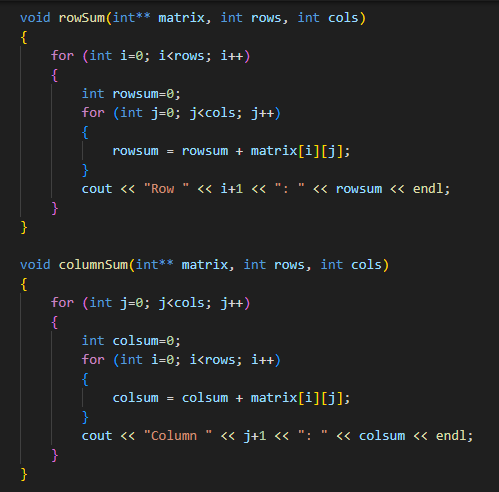 void rowSum(int** matrix, int rows, int cols)
{
    for (int i=0; i<rows; i++)
    {
        int rowsum=0;
        for (int j=0; j<cols; j++)
        {
            rowsum = rowsum + matrix[i][j];
        }
        cout << "Row " << i+1 << ": " << rowsum << endl;
    }
}

void columnSum(int** matrix, int rows, int cols)
{
    for (int j=0; j<cols; j++)
    {
        int colsum=0;
        for (int i=0; i<rows; i++)
        {
            colsum = colsum + matrix[i][j];
        }
        cout << "Column " << j+1 << ": " << colsum << endl;
    }
}